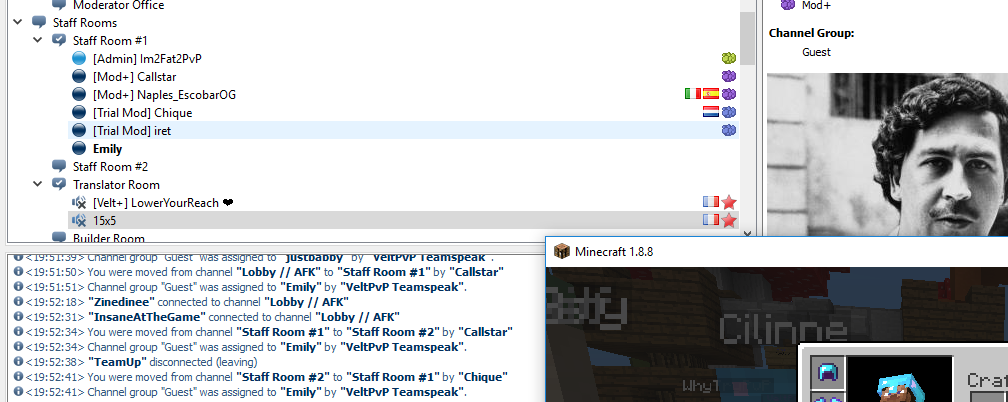 Moderator Office
Staff Rooms
Staff Room #1
[Admin] Im2Fat2PvP
[Mod+] Callstar
[Mod+] Naples_EscobarOG
[Trial Mod] Chique
[Trial Mod] iret
Emily
Staff Room #2
Translator Room
[Velt+] LowerYourReach ❤
15x5
Builder Room
Mod+
Channel Group:
Guest
<19:51:39> Channel group "Guest" was assigned to "justbabby" by "VeltPvP Teamspeak".
<19:51:50> You were moved from channel "Lobby // AFK" to "Staff Room #1" by "Callstar"
<19:51:51> Channel group "Guest" was assigned to "Emily" by "VeltPvP Teamspeak".
<19:52:18> "Zinedinee" connected to channel "Lobby // AFK"
<19:52:31> "InsaneAtTheGame" connected to channel "Lobby // AFK"
<19:52:34> You were moved from channel "Staff Room #1" to "Staff Room #2" by "Callstar"
<19:52:34> Channel group "Guest" was assigned to "Emily" by "VeltPvP Teamspeak".
<19:52:38> "TeamUp" disconnected (leaving)
<19:52:41> You were moved from channel "Staff Room #2" to "Staff Room #1" by "Chique"
<19:52:41> Channel group "Guest" was assigned to "Emily" by "VeltPvP Teamspeak".
Minecraft 1.8.8
Cilinne
Craf